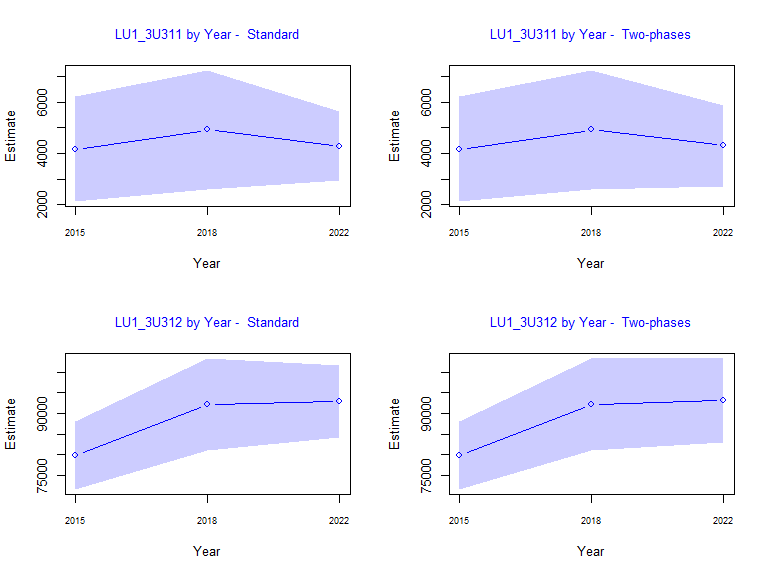 LU1_3U311 by Year -  Standard
Estimate
6000
4000
2000
2015
2018
2022
Year
LU1_3U311 by Year -  Two-phases
Estimate
6000
4000
2000
2015
2018
2022
Year
LU1_3U312 by Year -  Standard
Estimate
90000
75000
2015
2018
2022
Year
LU1_3U312 by Year -  Two-phases
Estimate
90000
75000
2015
2018
2022
Year